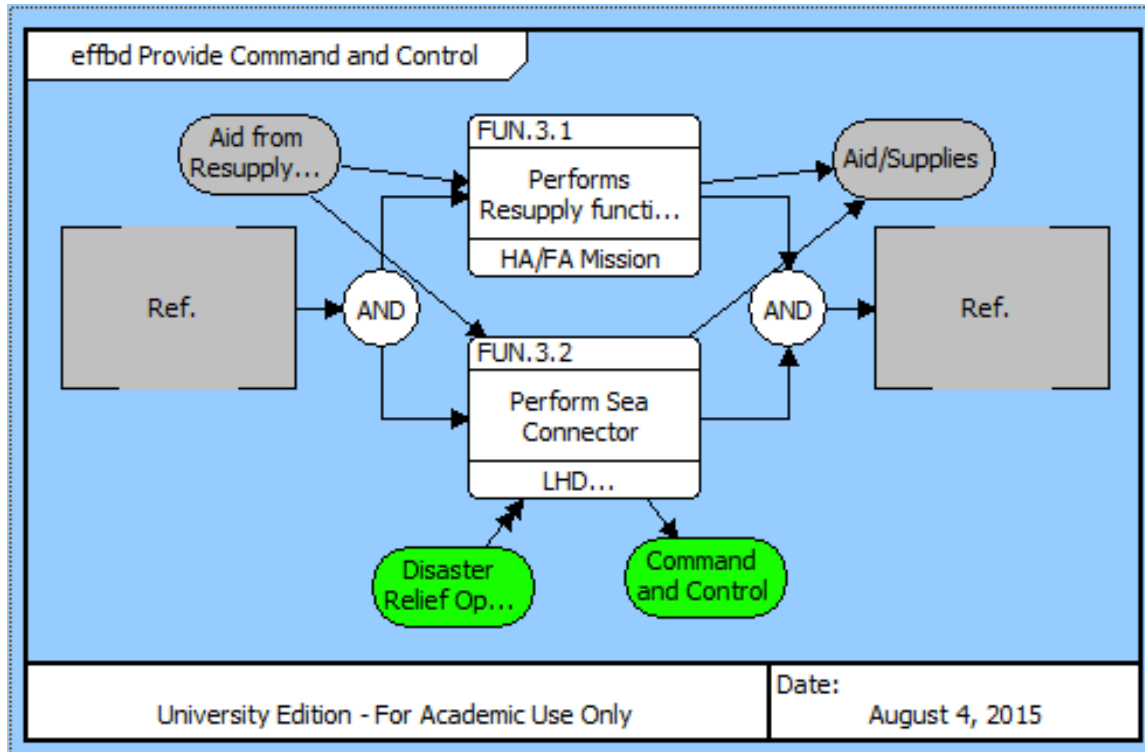 effbd Provide Command and Control
Aid from
Resupply...
FUN.3.1
Performs
Resupply functi...
HA/FA Mission
Aid/Supplies
Ref.
AND
AND
Ref.
FUN.3.2
Perform Sea
Connector
LHD...
Disaster
Relief Op...
Command
and Control
University Edition - For Academic Use Only
Date:
August 4, 2015